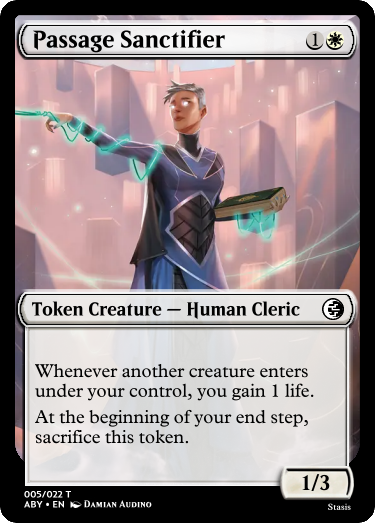 Passage Sanctifier 1
Token Creature — Human Cleric
Whenever another creature enters
under your control, you gain 1 life.
At the beginning of your end step,
sacrifice this token.
1/3
005/022 T
ABY • EN Damian Audino
Stasis